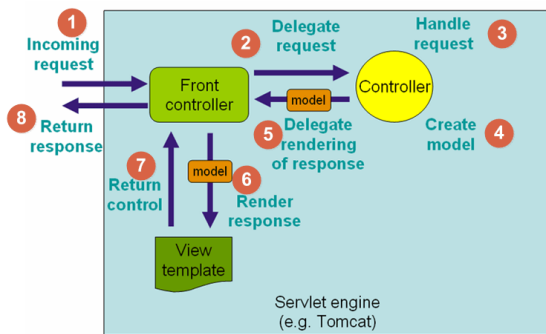 1
Incoming
request
2
Delegate
request
Handle
request
3
Front
controller
model
Controller
8
Return
response
5
Delegate
rendering
of response
Create
model
4
7
Return
control
model
6
Render
response
View
template
Servlet engine
(e.g. Tomcat)